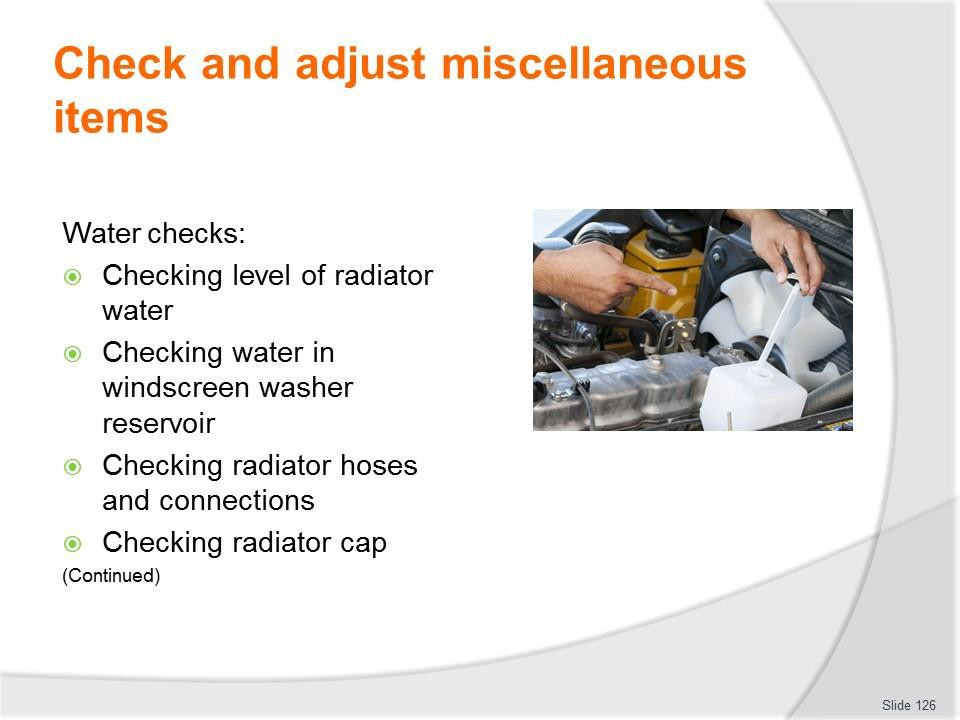 Check and adjust miscellaneous
items
Water checks:
Checking level of radiator
water
Checking water in
windscreen washer
reservoir
Checking radiator hoses
and connections
Checking radiator cap
(Continued)
Slide 126